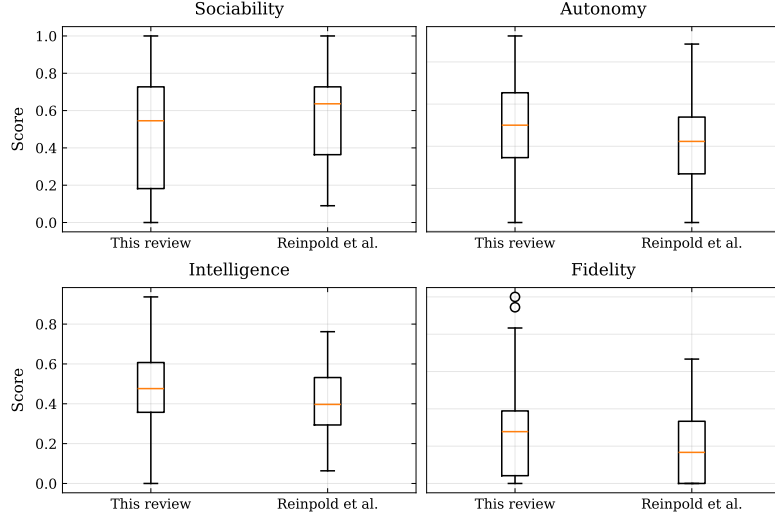 Sociability
Autonomy
Score
1.0
0.8
0.6
0.4
0.2
0.0
This review
Reinpold et al.
This review
Reinpold et al.
Intelligence
Fidelity
Score
0.8
0.6
0.4
0.2
0.0
This review
Reinpold et al.
This review
Reinpold et al.